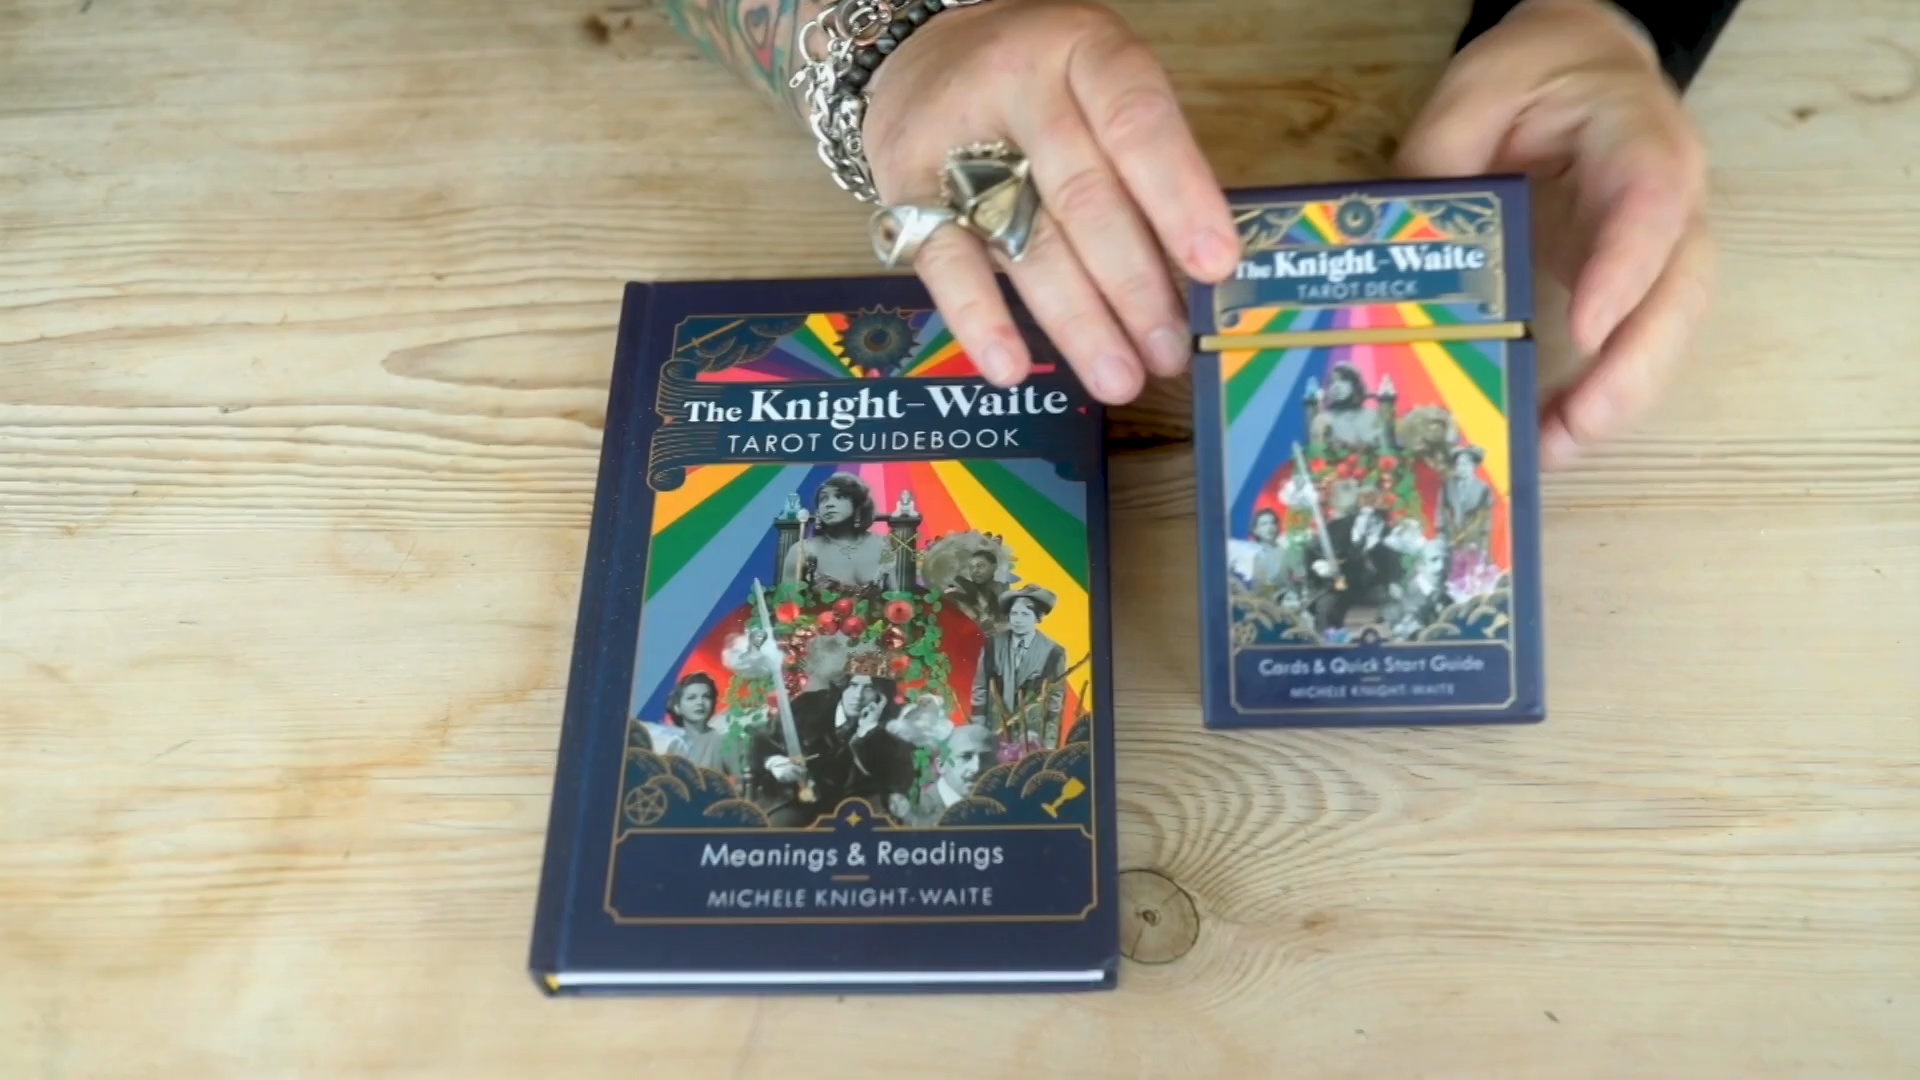 The Knight-Waite
TAROT GUIDEBOOK
Meanings & Readings
MICHELE KNIGHT-WAITE
The Knight-Waite
TAROT DECK
Cards & Quick Start Guide
MICHELE KNIGHT-WAITE